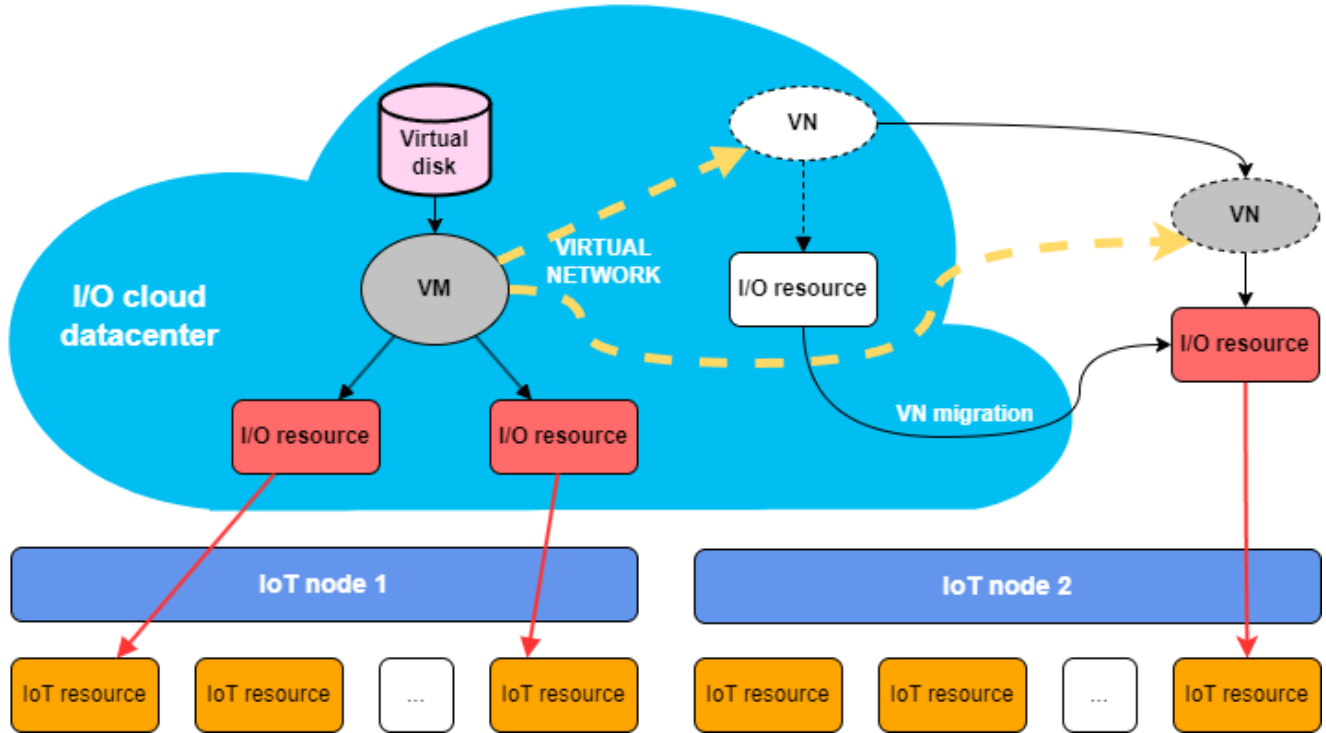 Virtual
disk
VN
VN
VIRTUAL
NETWORK
I/O cloud
datacenter
VM
I/O resource
I/O resource
VN migration
I/O resource
I/O resource
IoT node 1
IoT node 2
IoT resource
IoT resource
...
IoT resource
IoT resource
IoT resource
...
IoT resource